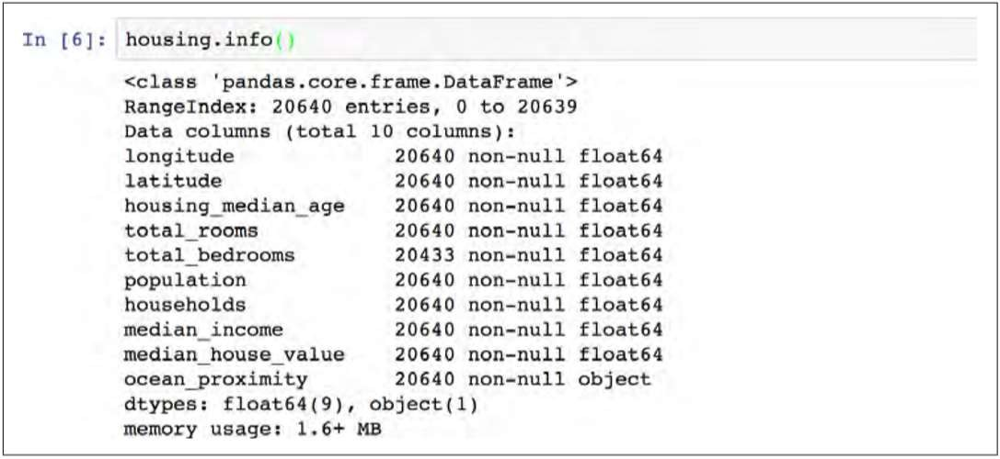 In [6]: housing.info()
<class 'pandas.core.frame.DataFrame'>
RangeIndex: 20640 entries, 0 to 20639
Data columns (total 10 columns):
longitude             20640 non-null float64
latitude              20640 non-null float64
housing_median_age    20640 non-null float64
total_rooms           20640 non-null float64
total_bedrooms        20433 non-null float64
population            20640 non-null float64
households            20640 non-null float64
median_income         20640 non-null float64
median_house_value    20640 non-null float64
ocean_proximity       20640 non-null object
dtypes: float64(9), object(1)
memory usage: 1.6+ MB